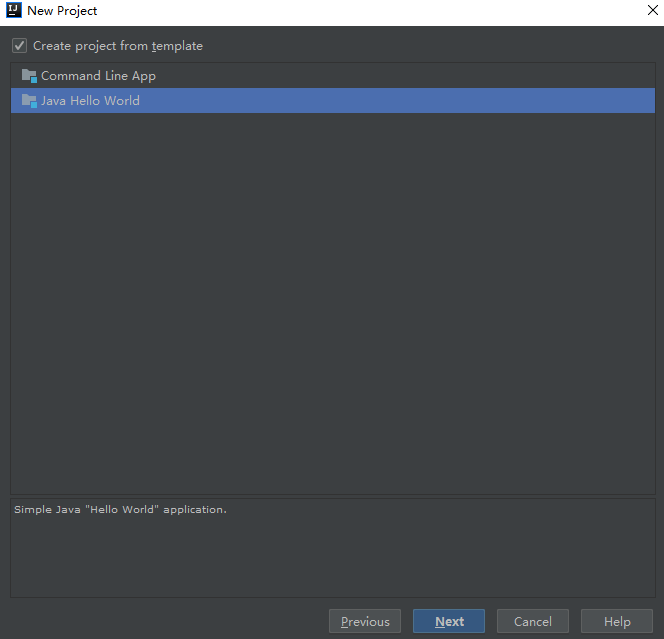 IJ New Project
Create project from template
Command Line App
Java Hello World
Simple Java "Hello World" application.
Previous Next Cancel Help